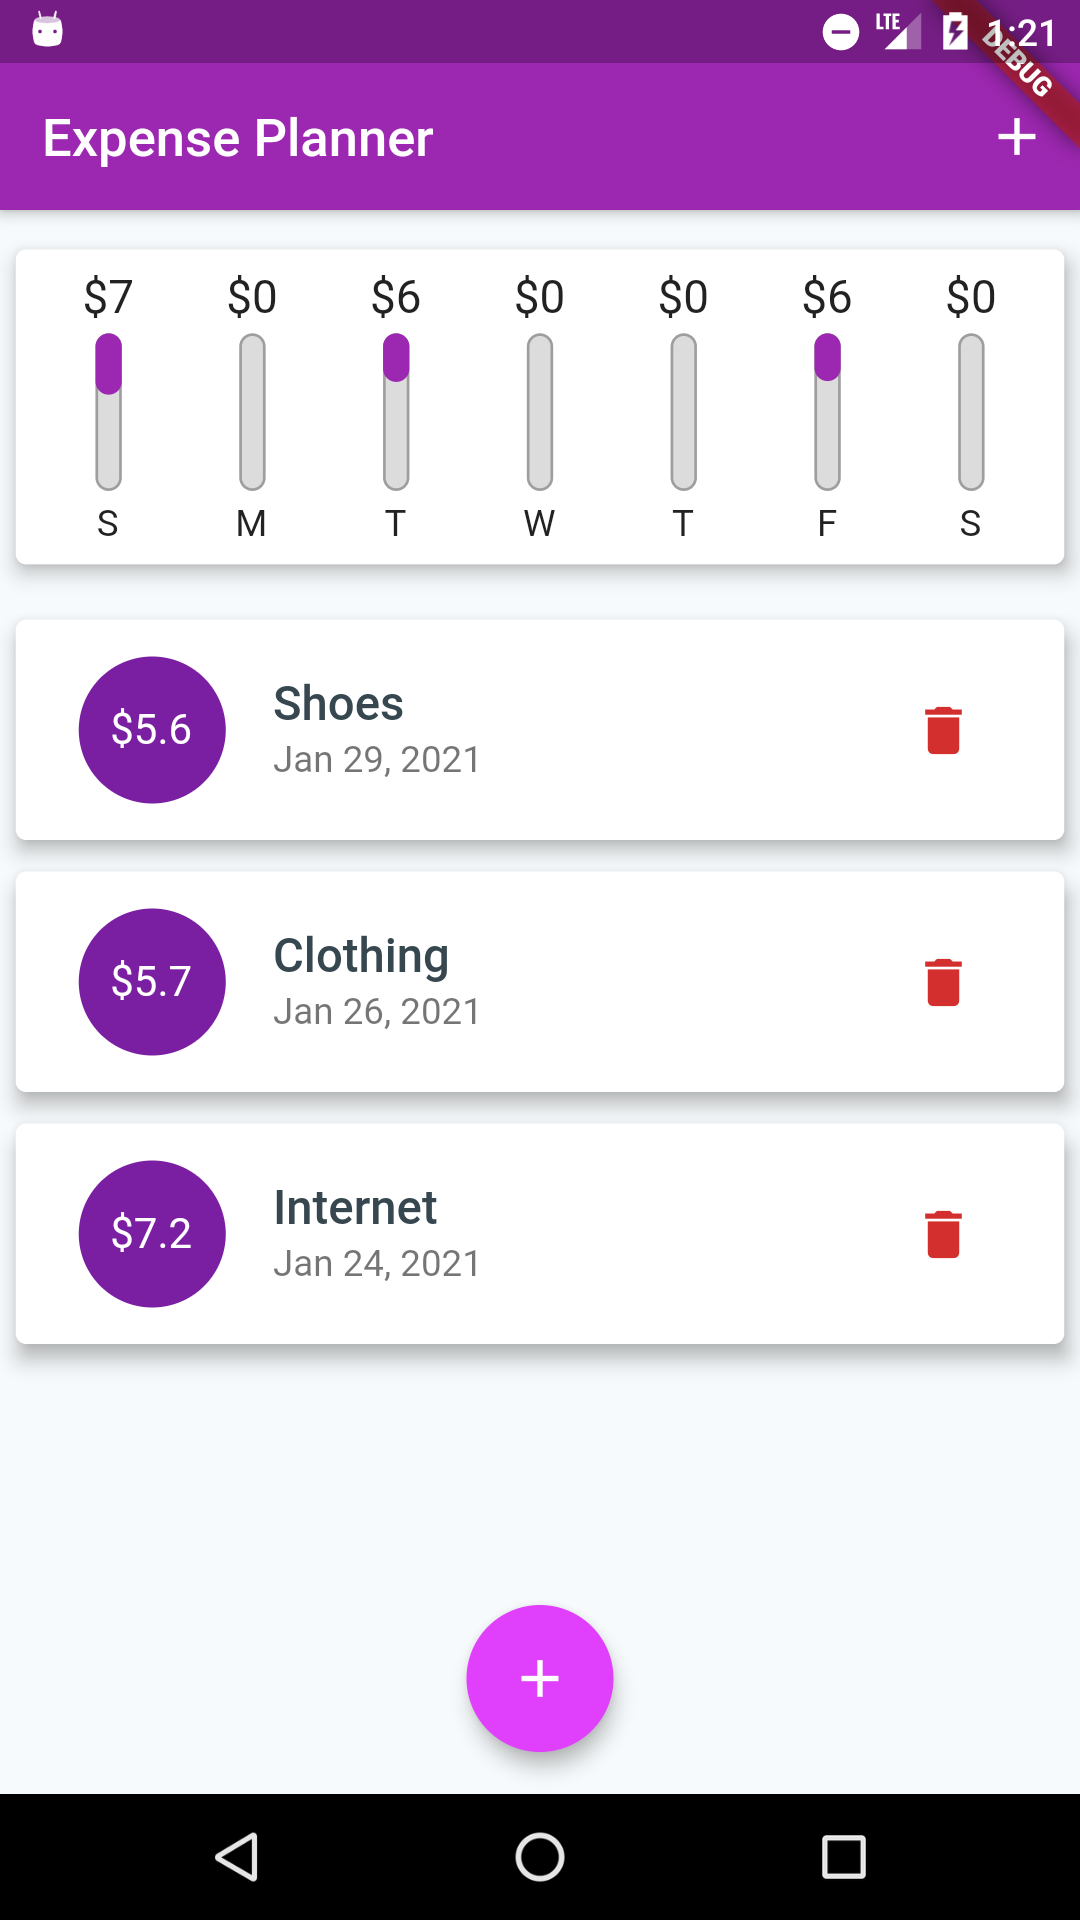 LTE 1:21
DEBUG
Expense Planner
$7 $0 $6 $0 $0 $6 $0
S M T W T F S
$5.6
Shoes
Jan 29, 2021
$5.7
Clothing
Jan 26, 2021
$7.2
Internet
Jan 24, 2021